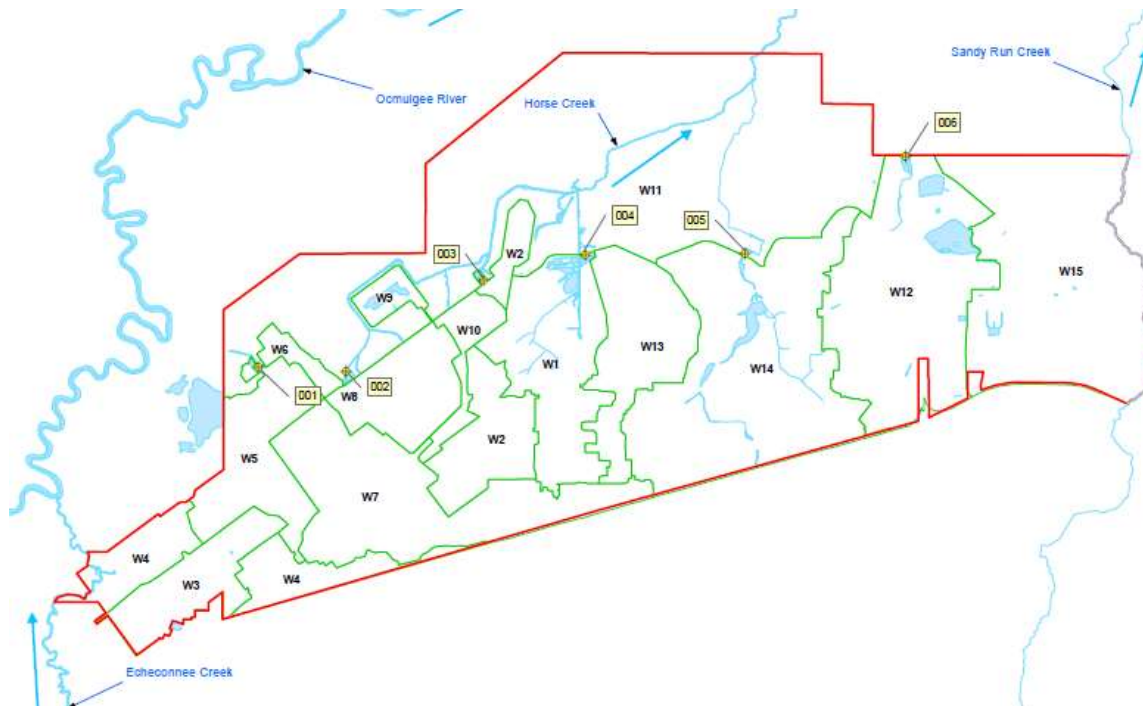 Sandy Run Creek
Ocmulgee River
Horse Creek
006
W11
004
005
003
W2
W15
W12
W9
W10
W6
W13
W1
W14
001
002
W8
W2
W5
W7
W4
W3
W4
Echeconnee Creek